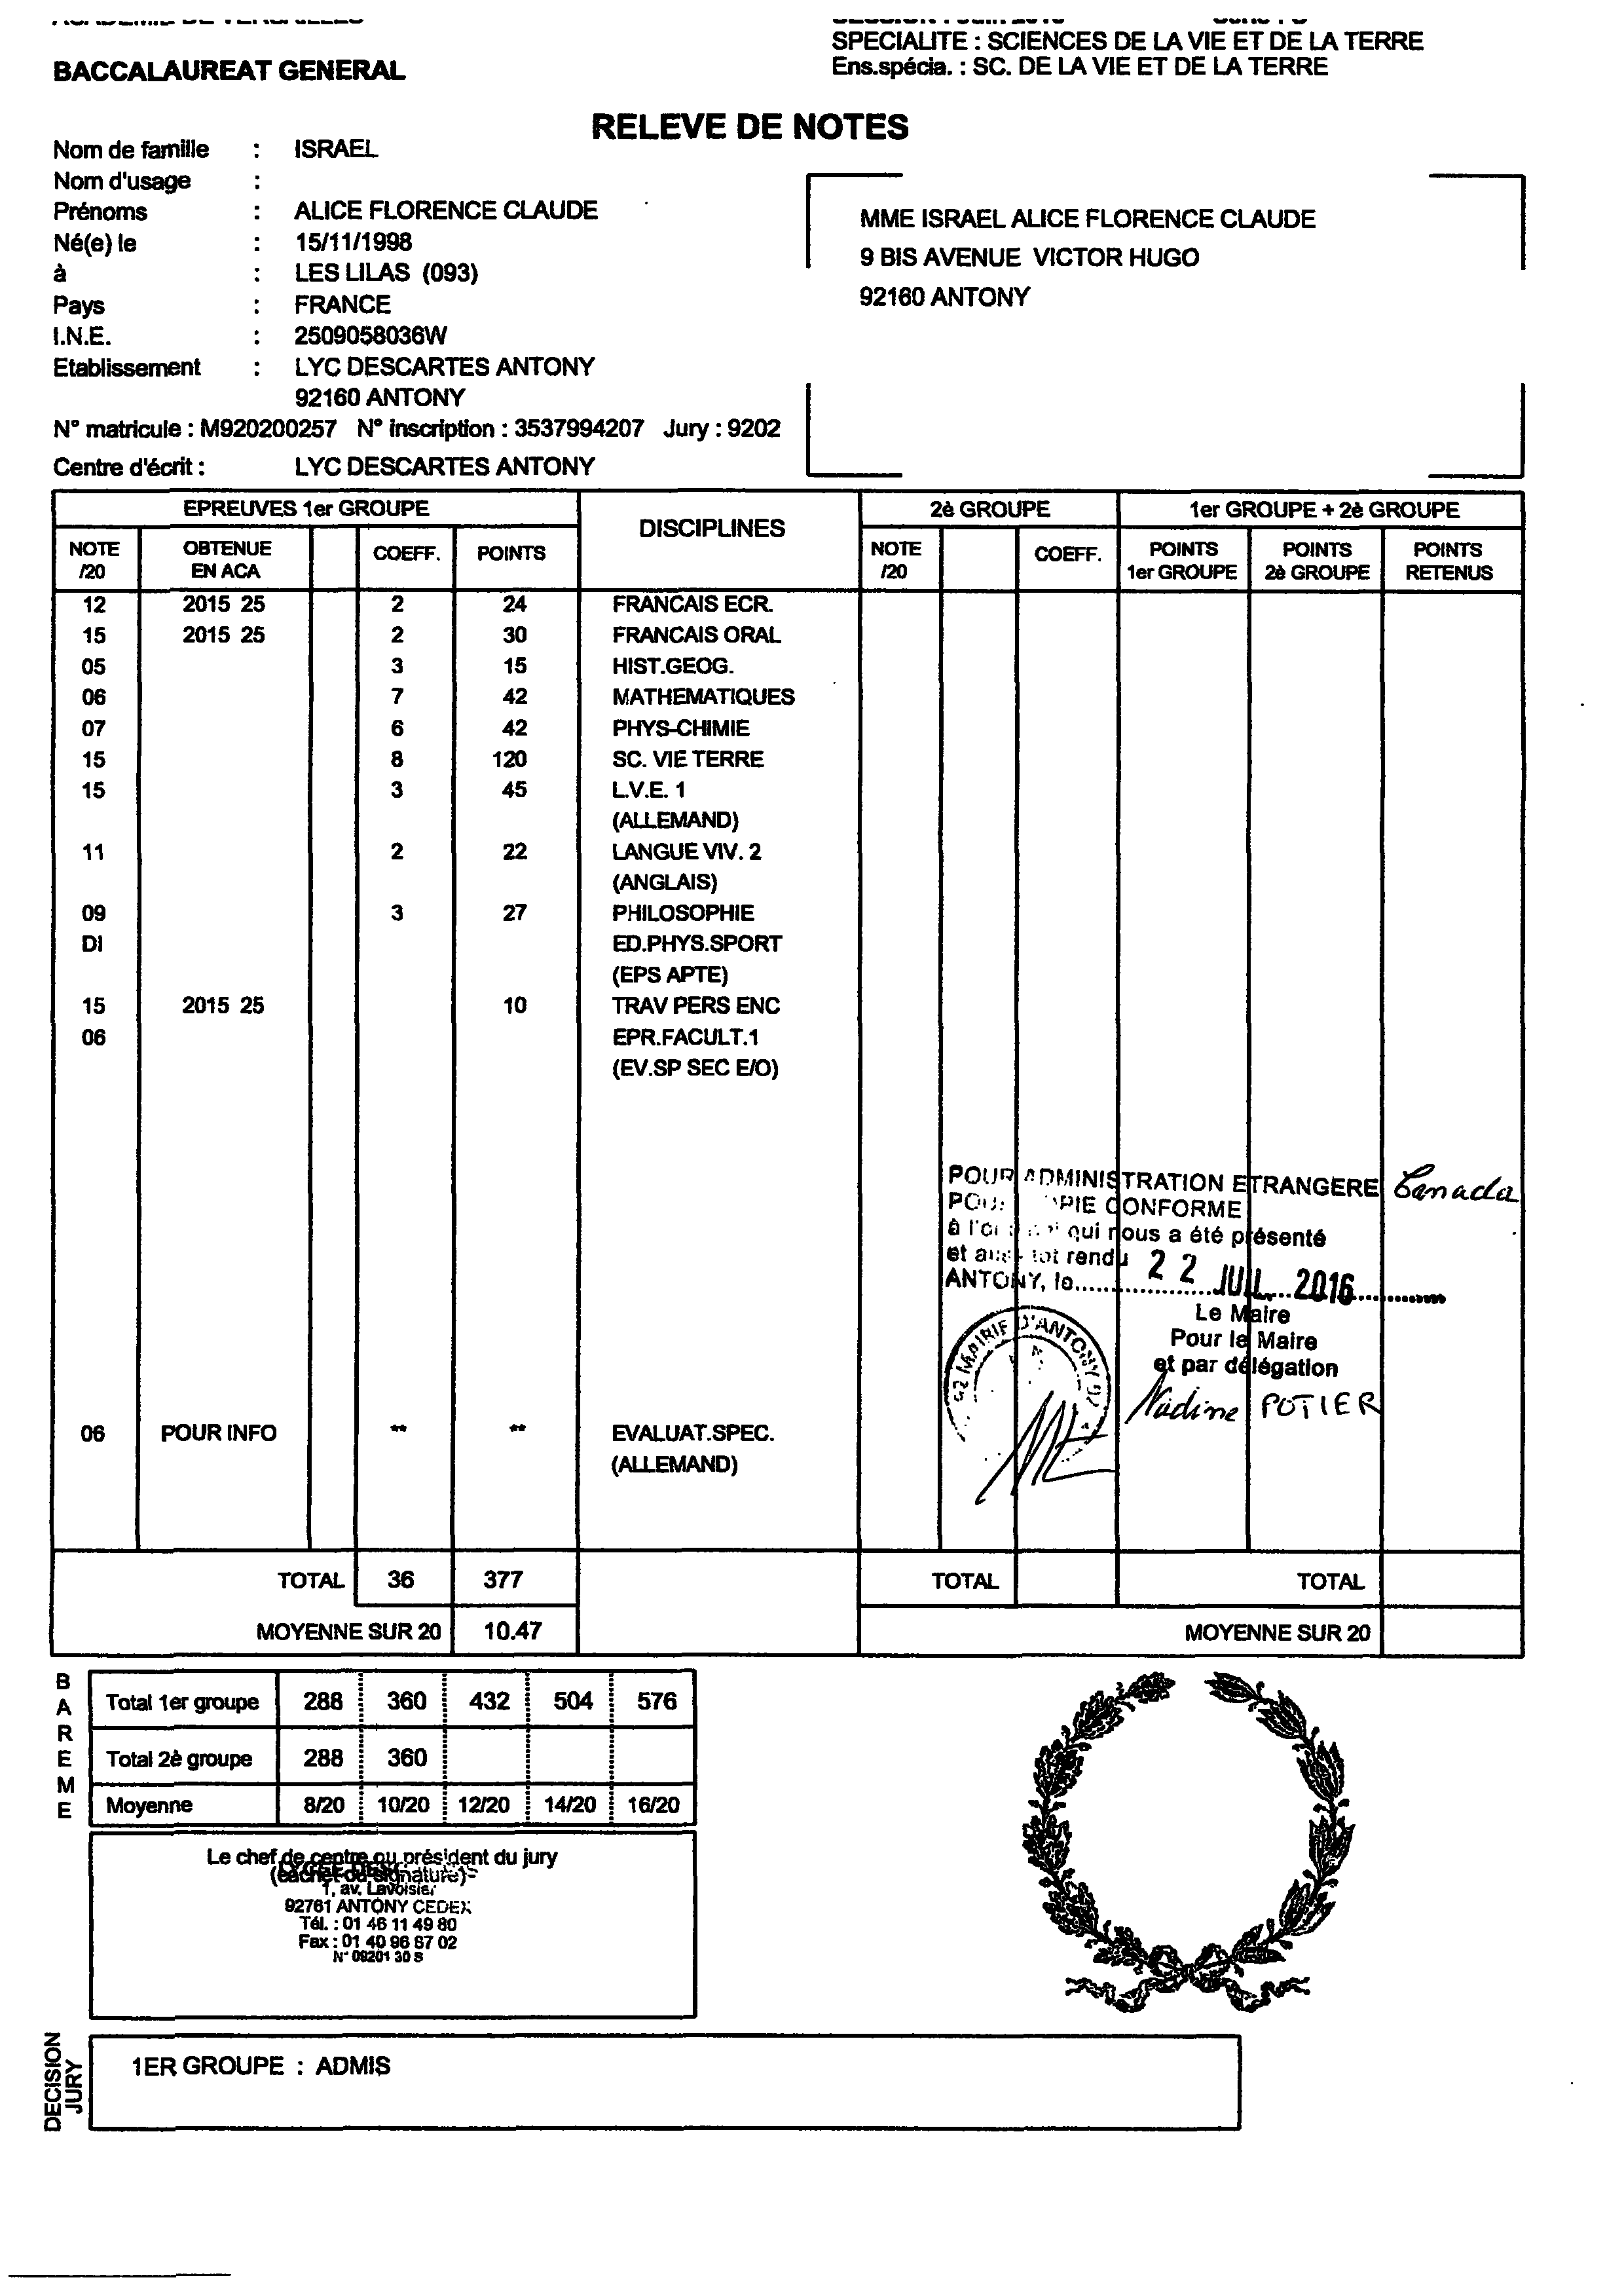 BACCALAUREAT GENERAL
SPECIALITE : SCIENCES DE LA VIE ET DE LA TERRE
Ens.spécia. : SC. DE LA VIE ET DE LA TERRE
RELEVE DE NOTES
Nom de famille : ISRAEL
Nom d'usage :
Prénoms : ALICE FLORENCE CLAUDE
Né(e) le : 15/11/1998
à : LES LILAS (093)
Pays : FRANCE
I.N.E. : 2509058036W
Etablissement : LYC DESCARTES ANTONY
92160 ANTONY
N° matricule : M920200257 N° inscription : 3537994207 Jury : 9202
Centre d'écrit : LYC DESCARTES ANTONY
MME ISRAEL ALICE FLORENCE CLAUDE
9 BIS AVENUE VICTOR HUGO
92160 ANTONY
EPREUVES 1er GROUPE DISCIPLINES 2è GROUPE 1er GROUPE + 2è GROUPE
NOTE /20 OBTENUE EN ACA COEFF. POINTS NOTE /20 COEFF. POINTS 1er GROUPE POINTS 2è GROUPE POINTS RETENUS
12 2015 25 2 24 FRANCAIS ECR.
15 2015 25 2 30 FRANCAIS ORAL
05 3 15 HIST.GEOG.
06 7 42 MATHEMATIQUES
07 6 42 PHYS-CHIMIE
15 8 120 SC. VIE TERRE
15 3 45 L.V.E. 1
(ALLEMAND)
11 2 22 LANGUE VIV. 2
(ANGLAIS)
09 3 27 PHILOSOPHIE
DI ED.PHYS.SPORT
(EPS APTE)
15 2015 25 10 TRAV PERS ENC
06 EPR.FACULT.1
(EV.SP SEC E/O)
POUR ADMINISTRATION ETRANGERE Canada
CONFORME
qui nous a été présenté
et rendu
ANTONY, le 22 JUIL. 2016
Le Maire
Pour le Maire
et par délégation
Nadine POTIER
92 MAIRIE D'ANTONY 92
06 POUR INFO ** ** EVALUAT.SPEC.
(ALLEMAND)
TOTAL 36 377 TOTAL TOTAL
MOYENNE SUR 20 10.47 MOYENNE SUR 20
BAREME
Total 1er groupe 288 360 432 504 576
Total 2è groupe 288 360
Moyenne 8/20 10/20 12/20 14/20 16/20
Le chef de centre ou président du jury
1, av. Lavoisier
92761 ANTONY CEDEX
Tél. : 01 46 11 49 80
Fax : 01 40 96 67 02
DECISION JURY
1ER GROUPE : ADMIS